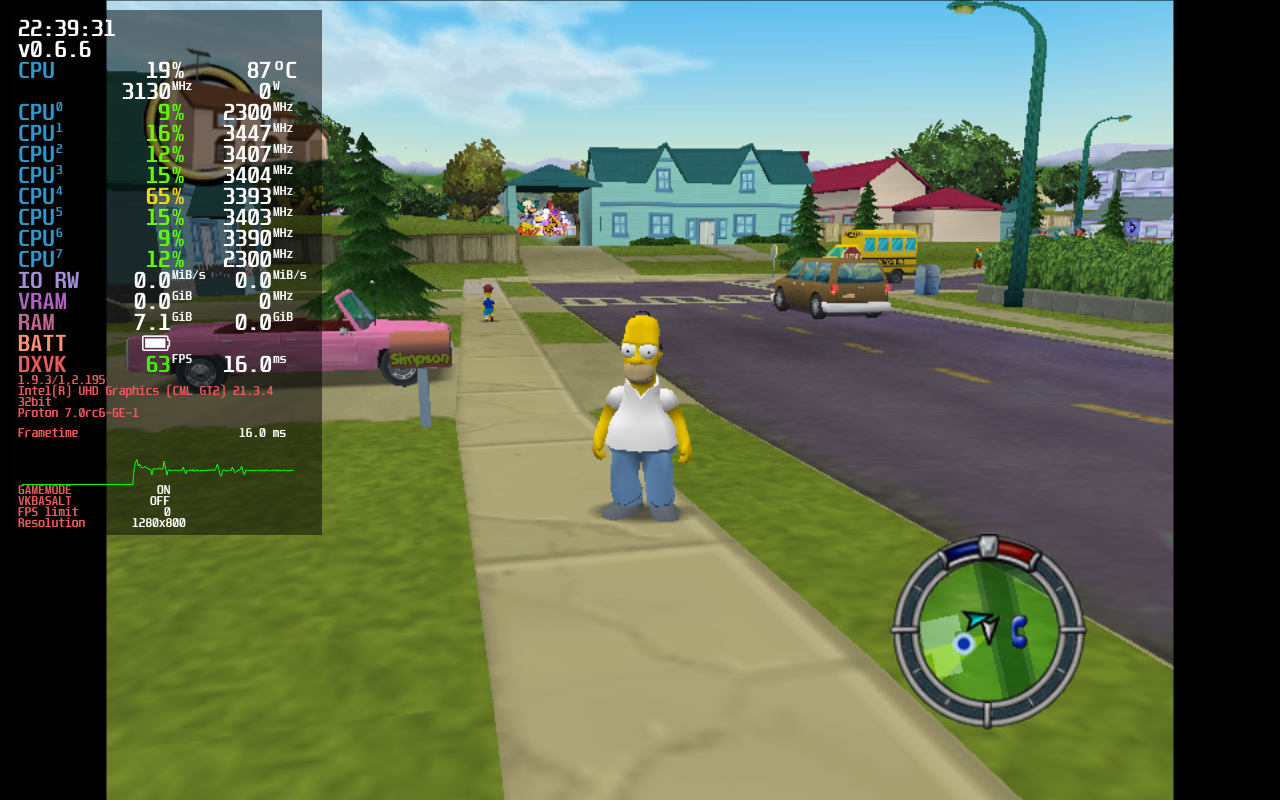 22:39:31
v0.6.6
CPU 19% 87°C
3130MHz 0W
CPU0 9% 2300MHz
CPU1 16% 3447MHz
CPU2 12% 3407MHz
CPU3 15% 3404MHz
CPU4 65% 3393MHz
CPU5 15% 3403MHz
CPU6 9% 3390MHz
CPU7 12% 2300MHz
IO RW 0.0MiB/s 0.0MiB/s
VRAM 0.0GiB 0MHz
RAM 7.1GiB 0.0GiB
BATT
DXVK 63FPS 16.0ms
1.9.3/1.2.195
Intel(R) UHD Graphics (CML GT2) 21.3.4
32bit
Proton 7.0rc6-GE-1
Frametime 16.0 ms
GAMEMODE ON
VKBASALT OFF
FPS limit 0
Resolution 1280x800
Simpson